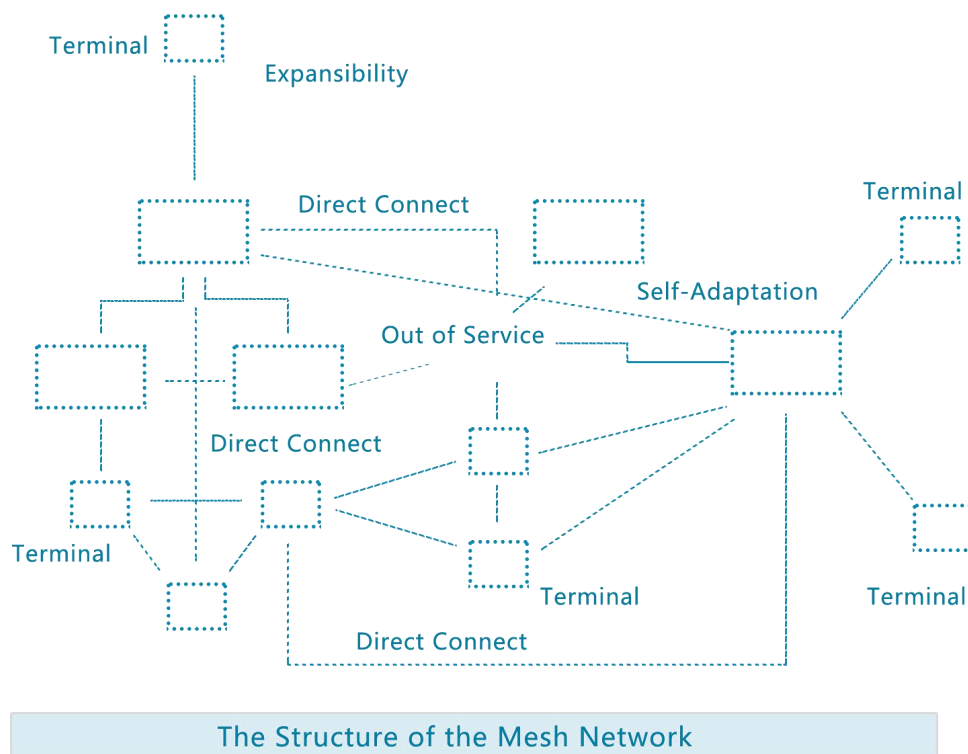 Terminal
Expansibility
Terminal
Direct Connect
Self-Adaptation
Out of Service
Direct Connect
Terminal
Terminal
Terminal
Direct Connect
The Structure of the Mesh Network